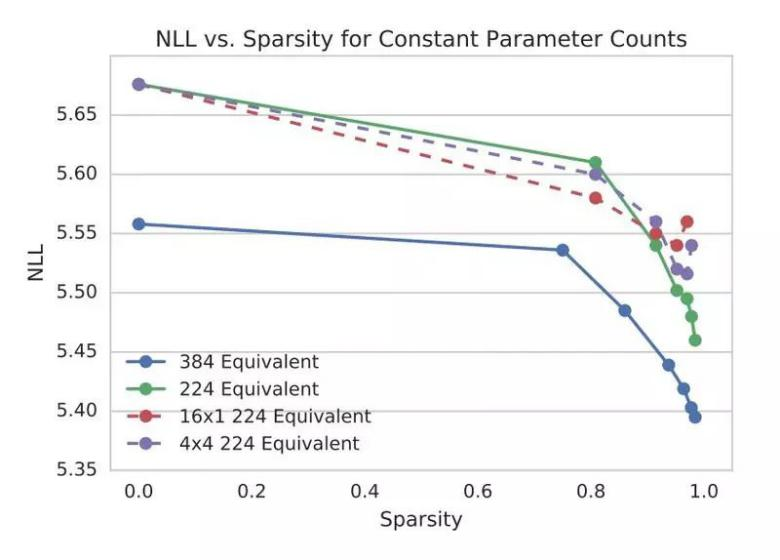 NLL vs. Sparsity for Constant Parameter Counts
5.65
5.60
5.55
NLL
5.50
5.45
384 Equivalent
224 Equivalent
5.40
16x1 224 Equivalent
4x4 224 Equivalent
5.35
0.0 0.2 0.4 0.6 0.8 1.0
Sparsity